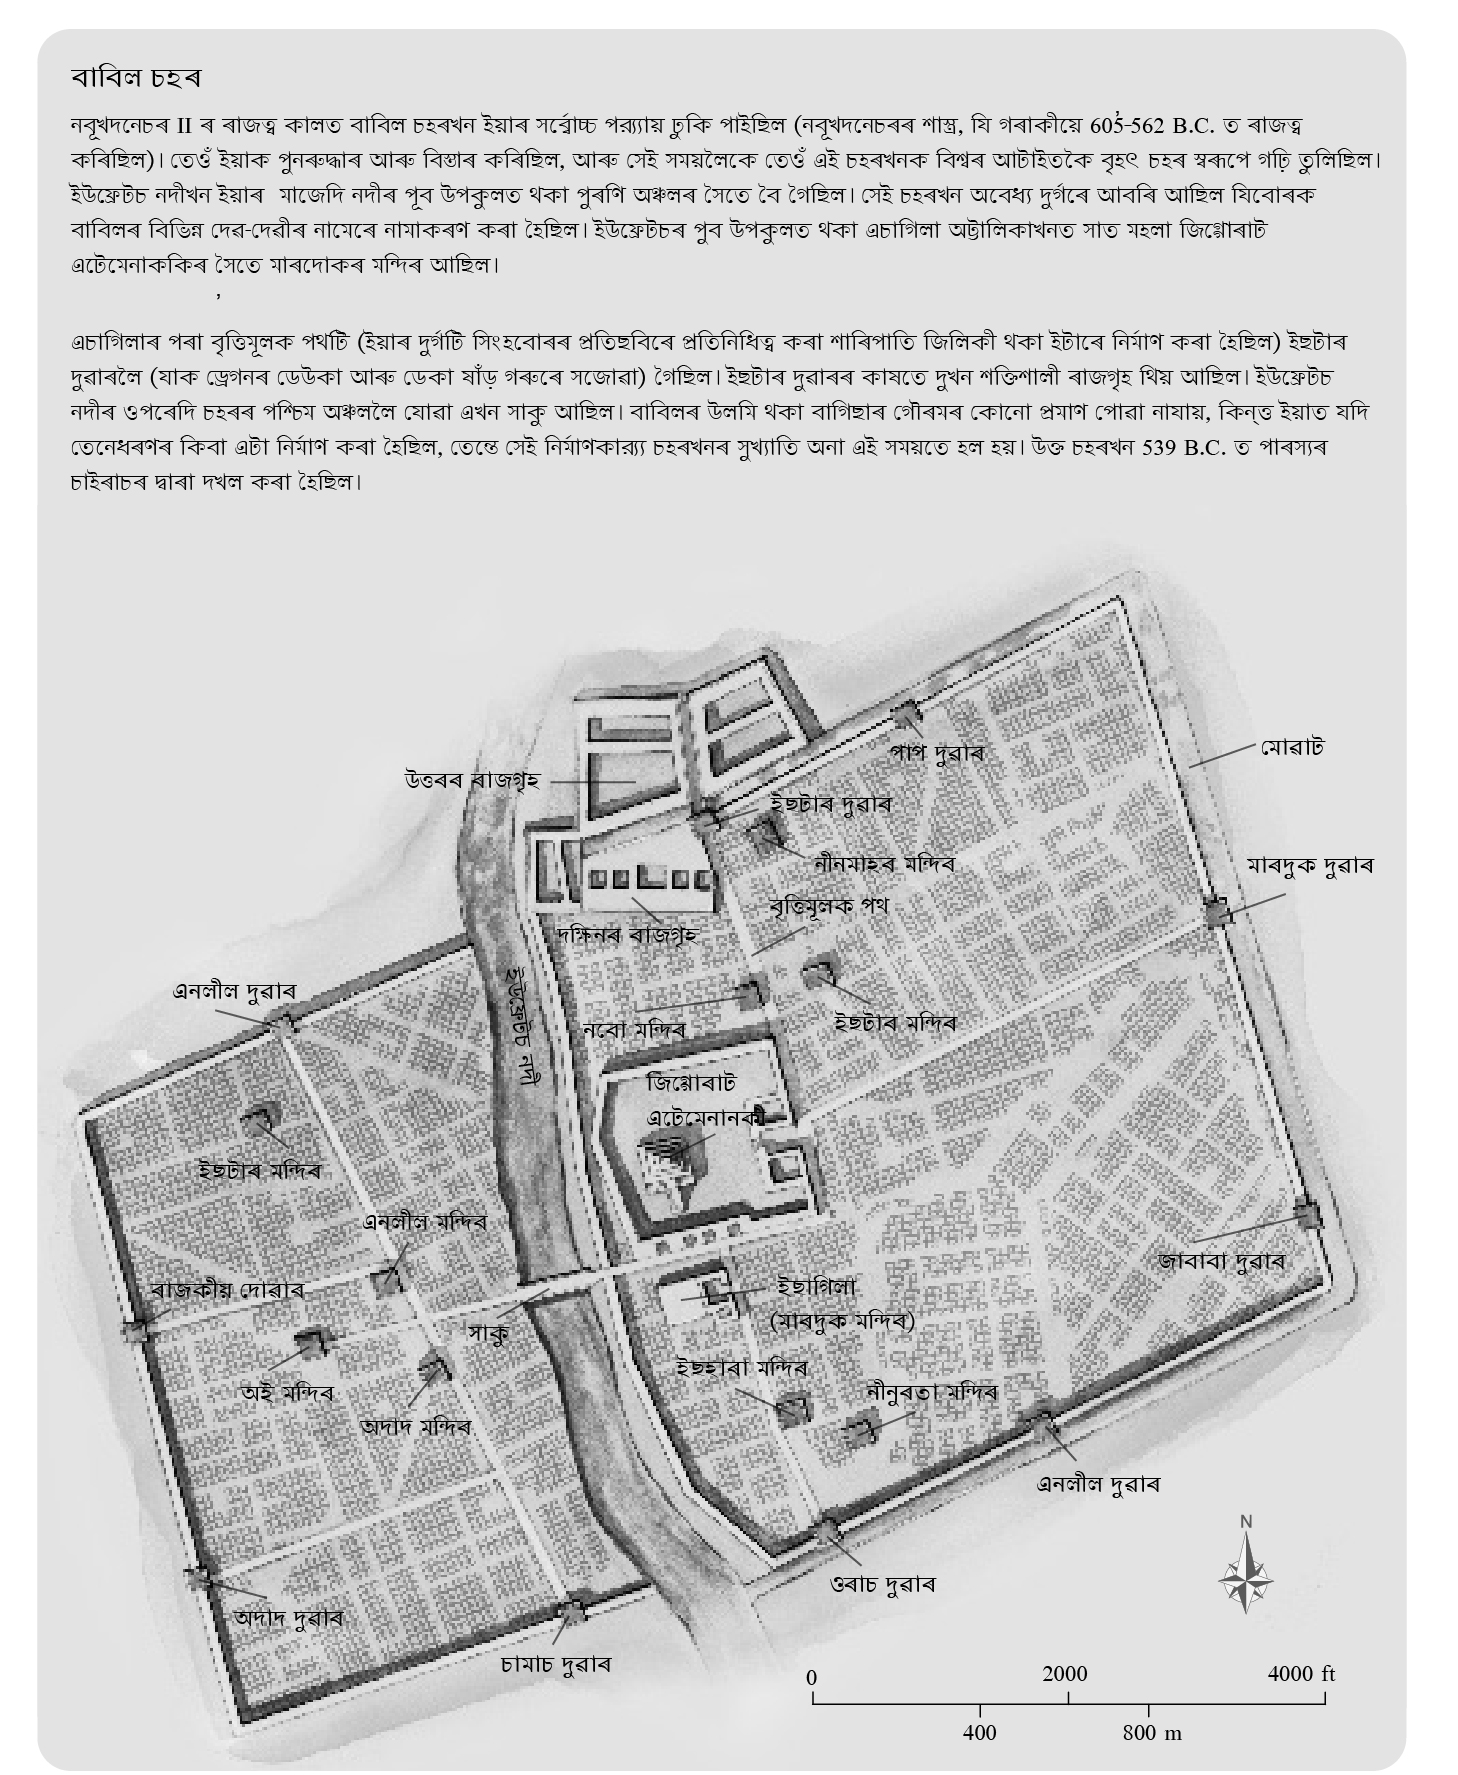 বাবিল চহৰ
নবূখদনেচৰ II ৰ ৰাজত্ব কালত বাবিল চহৰখন ইয়াৰ সৰ্ব্বোচ্চ পৰ্য্যায় ঢুকি পাইছিল (নবূখদনেচৰৰ শাস্ত্ৰ, যি গৰাকীয়ে 605-562 B.C. ত ৰাজত্ব
কৰিছিল)। তেওঁ ইয়াক পুনৰুদ্ধাৰ আৰু বিস্তাৰ কৰিছিল, আৰু সেই সময়লৈকে তেওঁ এই চহৰখনক বিশ্বৰ আটাইতকৈ বৃহৎ চহৰ স্বৰূপে গঢ়ি তুলিছিল।
ইউফ্ৰেটচ নদীখন ইয়াৰ মাজেদি নদীৰ পূব উপকুলত থকা পুৰণি অঞ্চলৰ সৈতে বৈ গৈছিল। সেই চহৰখন অবেধ্য দুৰ্গৰে আবৰি আছিল যিবোৰক
বাবিলৰ বিভিন্ন দেৱ-দেৱীৰ নামেৰে নামাকৰণ কৰা হৈছিল। ইউফ্ৰেটচৰ পুব উপকুলত থকা এচাগিলা অট্টালিকাখনত সাত মহলা জিগ্গোৰাট
এটেমেনাককিৰ সৈতে মাৰদোকৰ মন্দিৰ আছিল।
এচাগিলাৰ পৰা বৃত্তিমূলক পথটি (ইয়াৰ দুৰ্গটি সিংহবোৰৰ প্ৰতিছবিৰে প্ৰতিনিধিত্ব কৰা শাৰিপাতি জিলিকী থকা ইটাৰে নিৰ্মাণ কৰা হৈছিল) ইছটাৰ
দুৱাৰলৈ (যাক ড্ৰেগনৰ ডেউকা আৰু ডেকা ষাঁড় গৰুৰে সজোৱা) গৈছিল। ইছটাৰ দুৱাৰৰ কাষতে দুখন শক্তিশালী ৰাজগৃহ থিয় আছিল। ইউফ্ৰেটচ
নদীৰ ওপৰেদি চহৰৰ পশ্চিম অঞ্চললৈ যোৱা এখন সাকু আছিল। বাবিলৰ উলমি থকা বাগিছাৰ গৌৰমৰ কোনো প্ৰমাণ পোৱা নাযায়, কিন্ত্ত ইয়াত যদি
তেনেধৰণৰ কিবা এটা নিৰ্মাণ কৰা হৈছিল, তেন্তে সেই নিৰ্মাণকাৰ্য্য চহৰখনৰ সুখ্যাতি অনা এই সময়তে হল হয়। উক্ত চহৰখন 539 B.C. ত পাৰস্যৰ
চাইৰাচৰ দ্বাৰা দখল কৰা হৈছিল।
পাপ দুৱাৰ
মোৱাট
উত্তৰৰ ৰাজগৃহ
ইছটাৰ দুৱাৰ
নীনমাহৰ মন্দিৰ
মাৰদুক দুৱাৰ
বৃত্তিমূলক পথ
দক্ষিনৰ ৰাজগৃহ
এনলীল দুৱাৰ
ইউফ্ৰেটচ নদী
নবো মন্দিৰ
ইছটাৰ মন্দিৰ
জিগ্গোৰাট
এটেমেনানকী
ইছটাৰ মন্দিৰ
এনলীল মন্দিৰ
জাবাবা দুৱাৰ
ৰাজকীয় দোৱাৰ
ইছাগিলা
(মাৰদুক মন্দিৰ)
সাকু
ইছহাৰা মন্দিৰ
অই মন্দিৰ
নীনুৰতা মন্দিৰ
অদাদ মন্দিৰ
এনলীল দুৱাৰ
N
ওৰাচ দুৱাৰ
অদাদ দুৱাৰ
চামাচ দুৱাৰ
0 2000 4000 ft
400 800 m